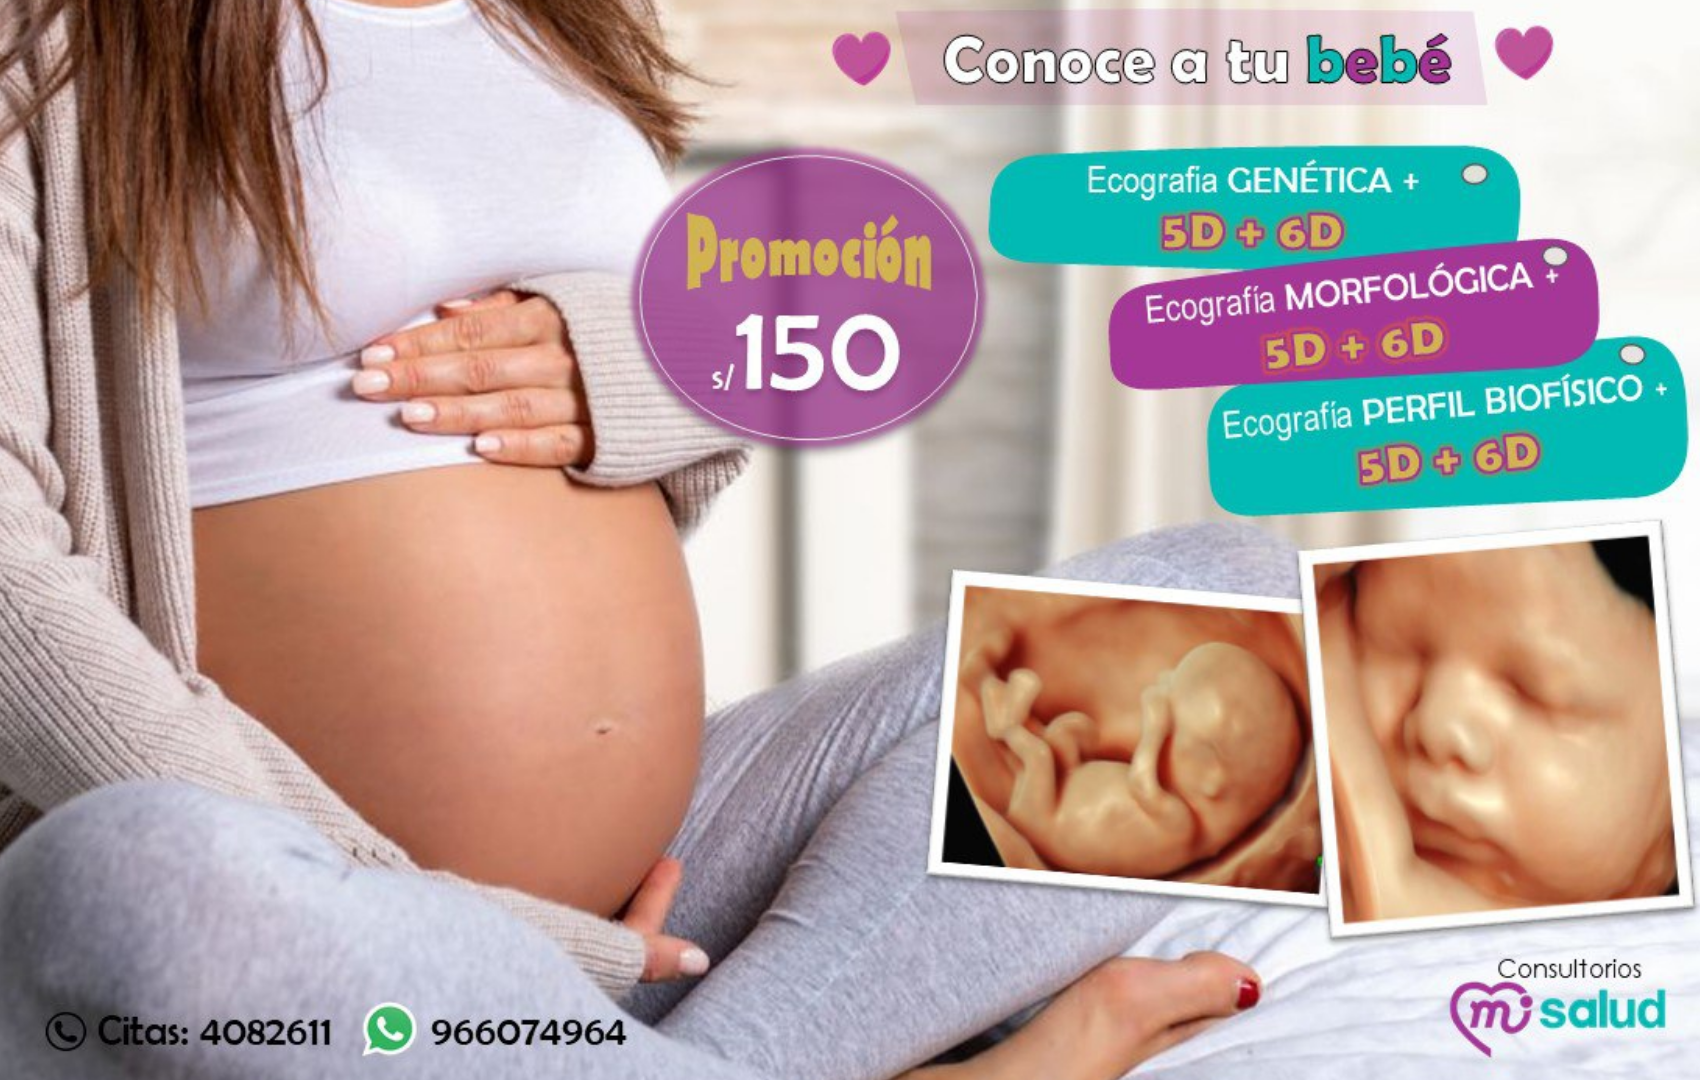 Conoce a tu bebé
Promoción
s/150
Ecografia GENÉTICA +
5D + 6D
Ecografía MORFOLÓGICA +
5D + 6D
Ecografía PERFIL BIOFÍSICO +
5D + 6D
Citas: 4082611 966074964
Consultorios
mi salud